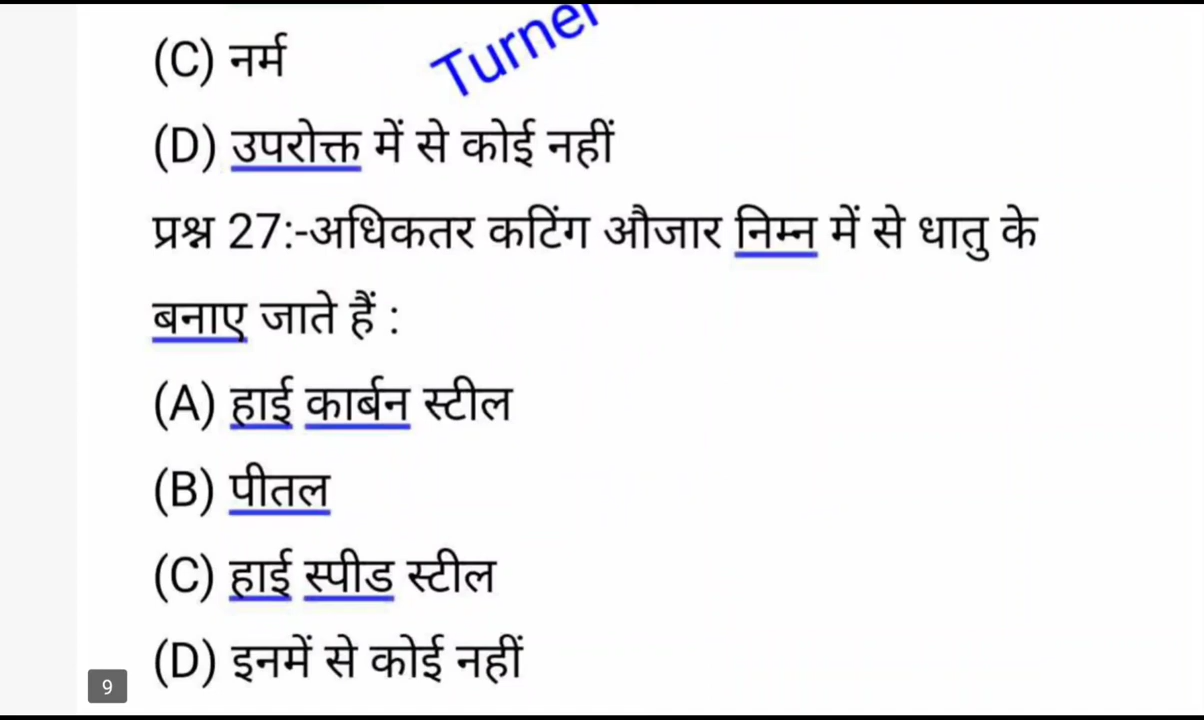 (C) नर्म
Turner
(D) उपरोक्त में से कोई नहीं
प्रश्न 27:-अधिकतर कटिंग औजार निम्न में से धातु के
बनाए जाते हैं :
(A) हाई कार्बन स्टील
(B) पीतल
(C) हाई स्पीड स्टील
(D) इनमें से कोई नहीं
9